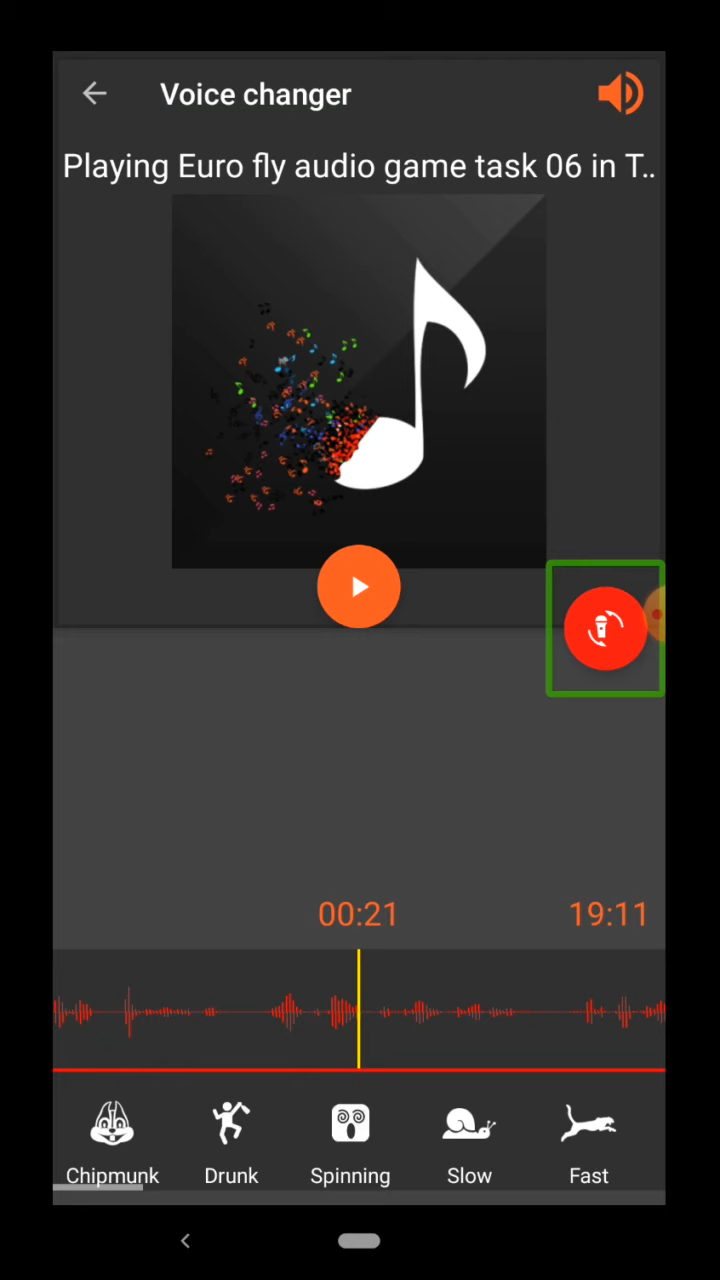 Voice changer
Playing Euro fly audio game task 06 in T..
00:21
19:11
Chipmunk
Drunk
Spinning
Slow
Fast